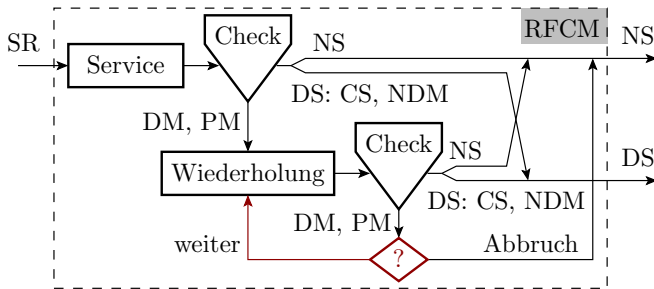 RFCM
NS
SR
Check
NS
Service
DS: CS, NDM
DM, PM
Check
NS
DS
Wiederholung
DS: CS, NDM
DM, PM
weiter
?
Abbruch